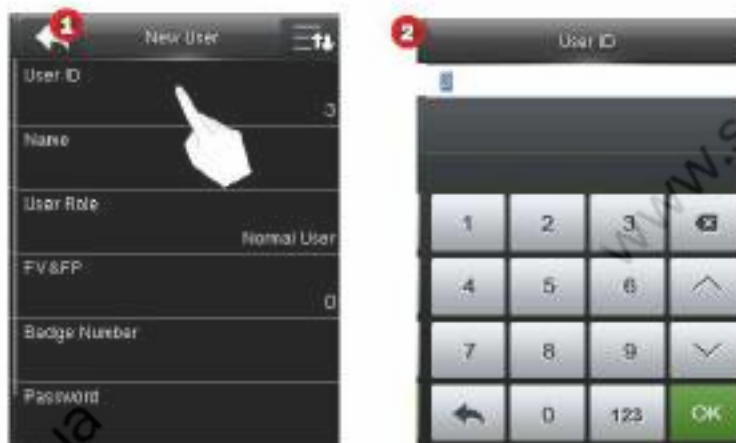 1
New User
User ID
3
Name
User Role
Normal User
FV&FP
0
Badge Number
Password
2
User ID
1 2 3
4 5 6
7 8 9
0 123 OK